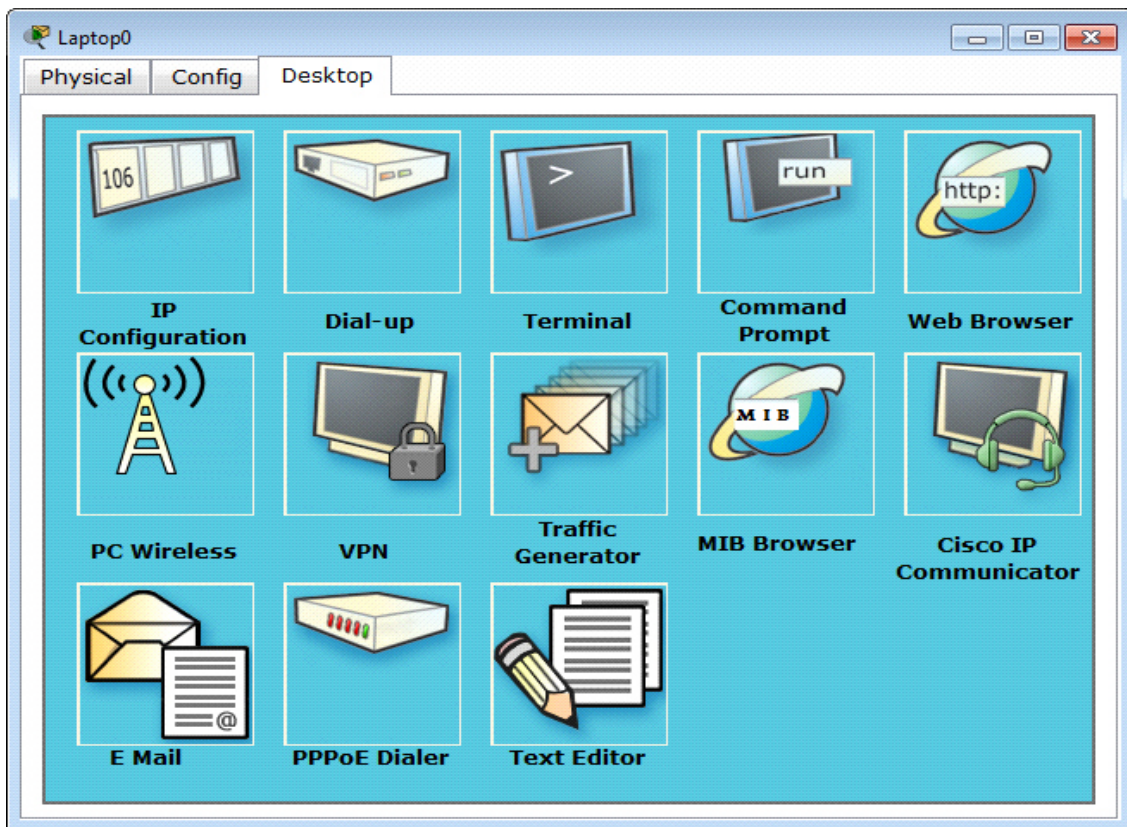 Laptop0
Physical
Config
Desktop
106
>
run
http:
IP
Configuration
Dial-up
Terminal
Command
Prompt
Web Browser
MIB
PC Wireless
VPN
Traffic
Generator
MIB Browser
Cisco IP
Communicator
@
E Mail
PPPoE Dialer
Text Editor